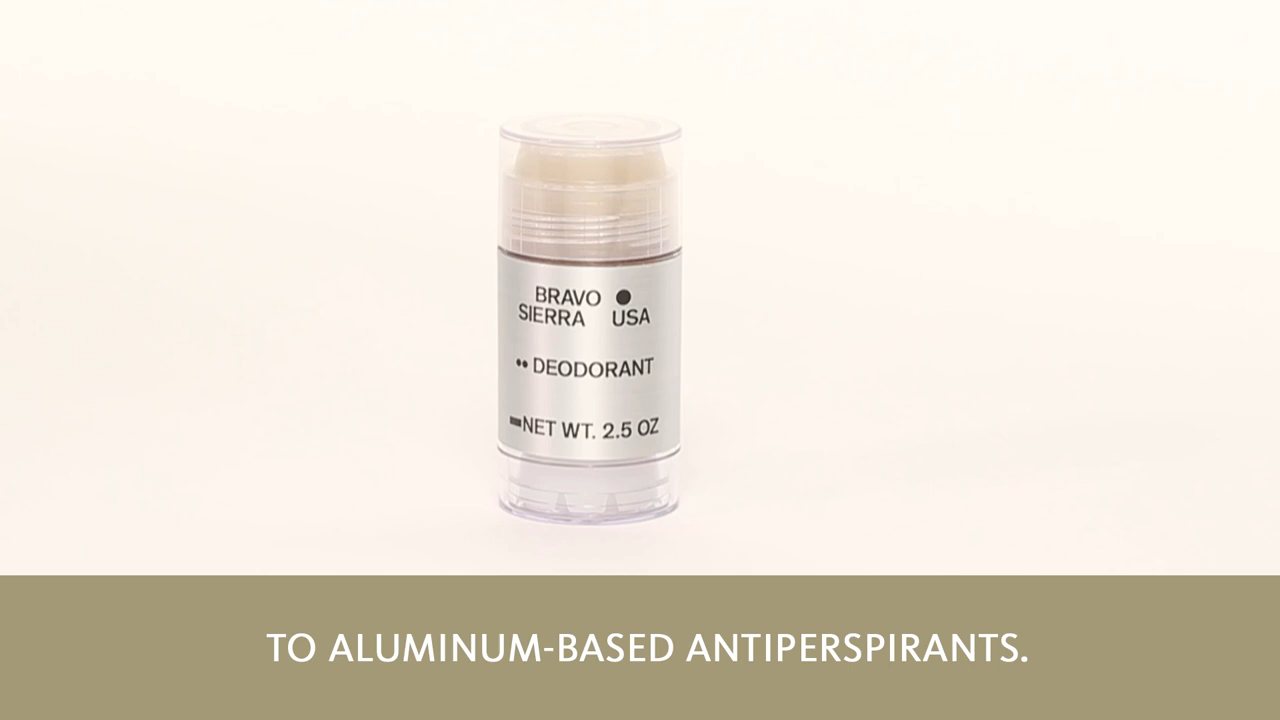 BRAVO ●
SIERRA USA
•• DEODORANT
▬ NET WT. 2.5 OZ
TO ALUMINUM-BASED ANTIPERSPIRANTS.